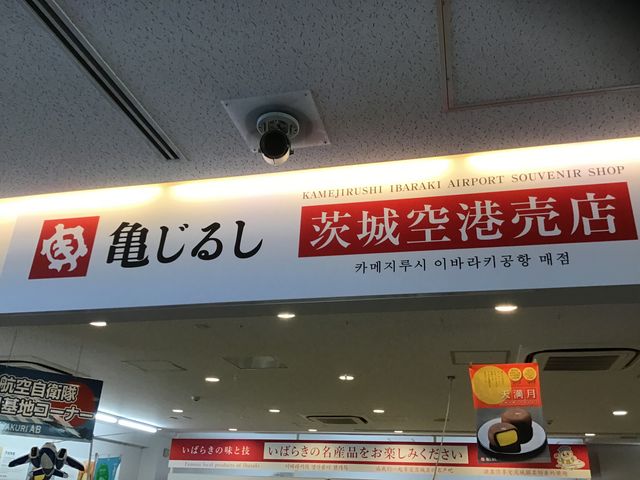 KAMEJIRUSHI IBARAKI AIRPORT SOUVENIR SHOP
亀じるし
茨城空港売店
카메지루시 이바라키공항 매점
航空自衛隊
基地コーナー
AKURI AB
天満月
いばらきの味と技
いばらきの名産品をお楽しみください
Famous local products of Ibaraki